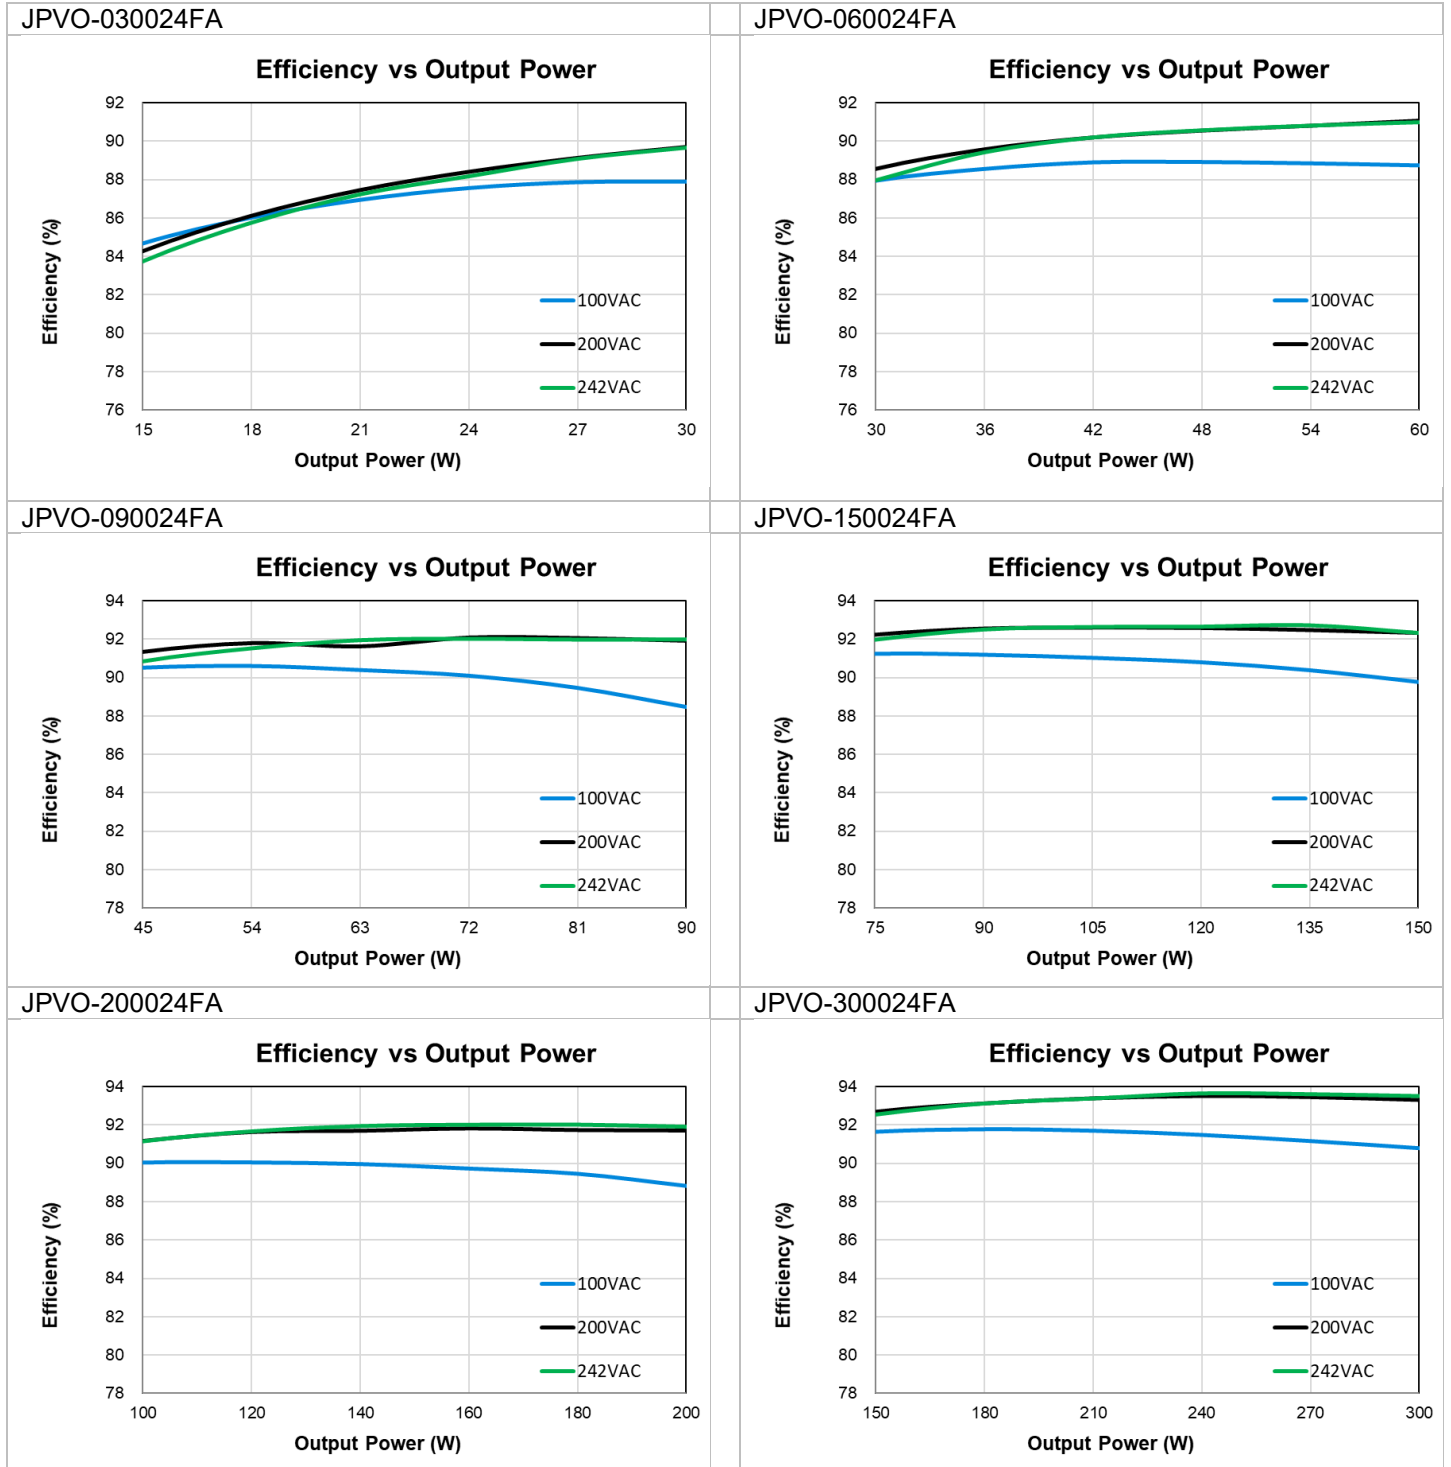 JPVO-030024FA
JPVO-060024FA
Efficiency vs Output Power
92
90
88
86
84
82
80
78
76
Efficiency (%)
100VAC
200VAC
242VAC
15 18 21 24 27 30
Output Power (W)
Efficiency vs Output Power
92
90
88
86
84
82
80
78
76
Efficiency (%)
100VAC
200VAC
242VAC
30 36 42 48 54 60
Output Power (W)
JPVO-090024FA
JPVO-150024FA
Efficiency vs Output Power
94
92
90
88
86
84
82
80
78
Efficiency (%)
100VAC
200VAC
242VAC
45 54 63 72 81 90
Output Power (W)
Efficiency vs Output Power
94
92
90
88
86
84
82
80
78
Efficiency (%)
100VAC
200VAC
242VAC
75 90 105 120 135 150
Output Power (W)
JPVO-200024FA
JPVO-300024FA
Efficiency vs Output Power
94
92
90
88
86
84
82
80
78
Efficiency (%)
100VAC
200VAC
242VAC
100 120 140 160 180 200
Output Power (W)
Efficiency vs Output Power
94
92
90
88
86
84
82
80
78
Efficiency (%)
100VAC
200VAC
242VAC
150 180 210 240 270 300
Output Power (W)